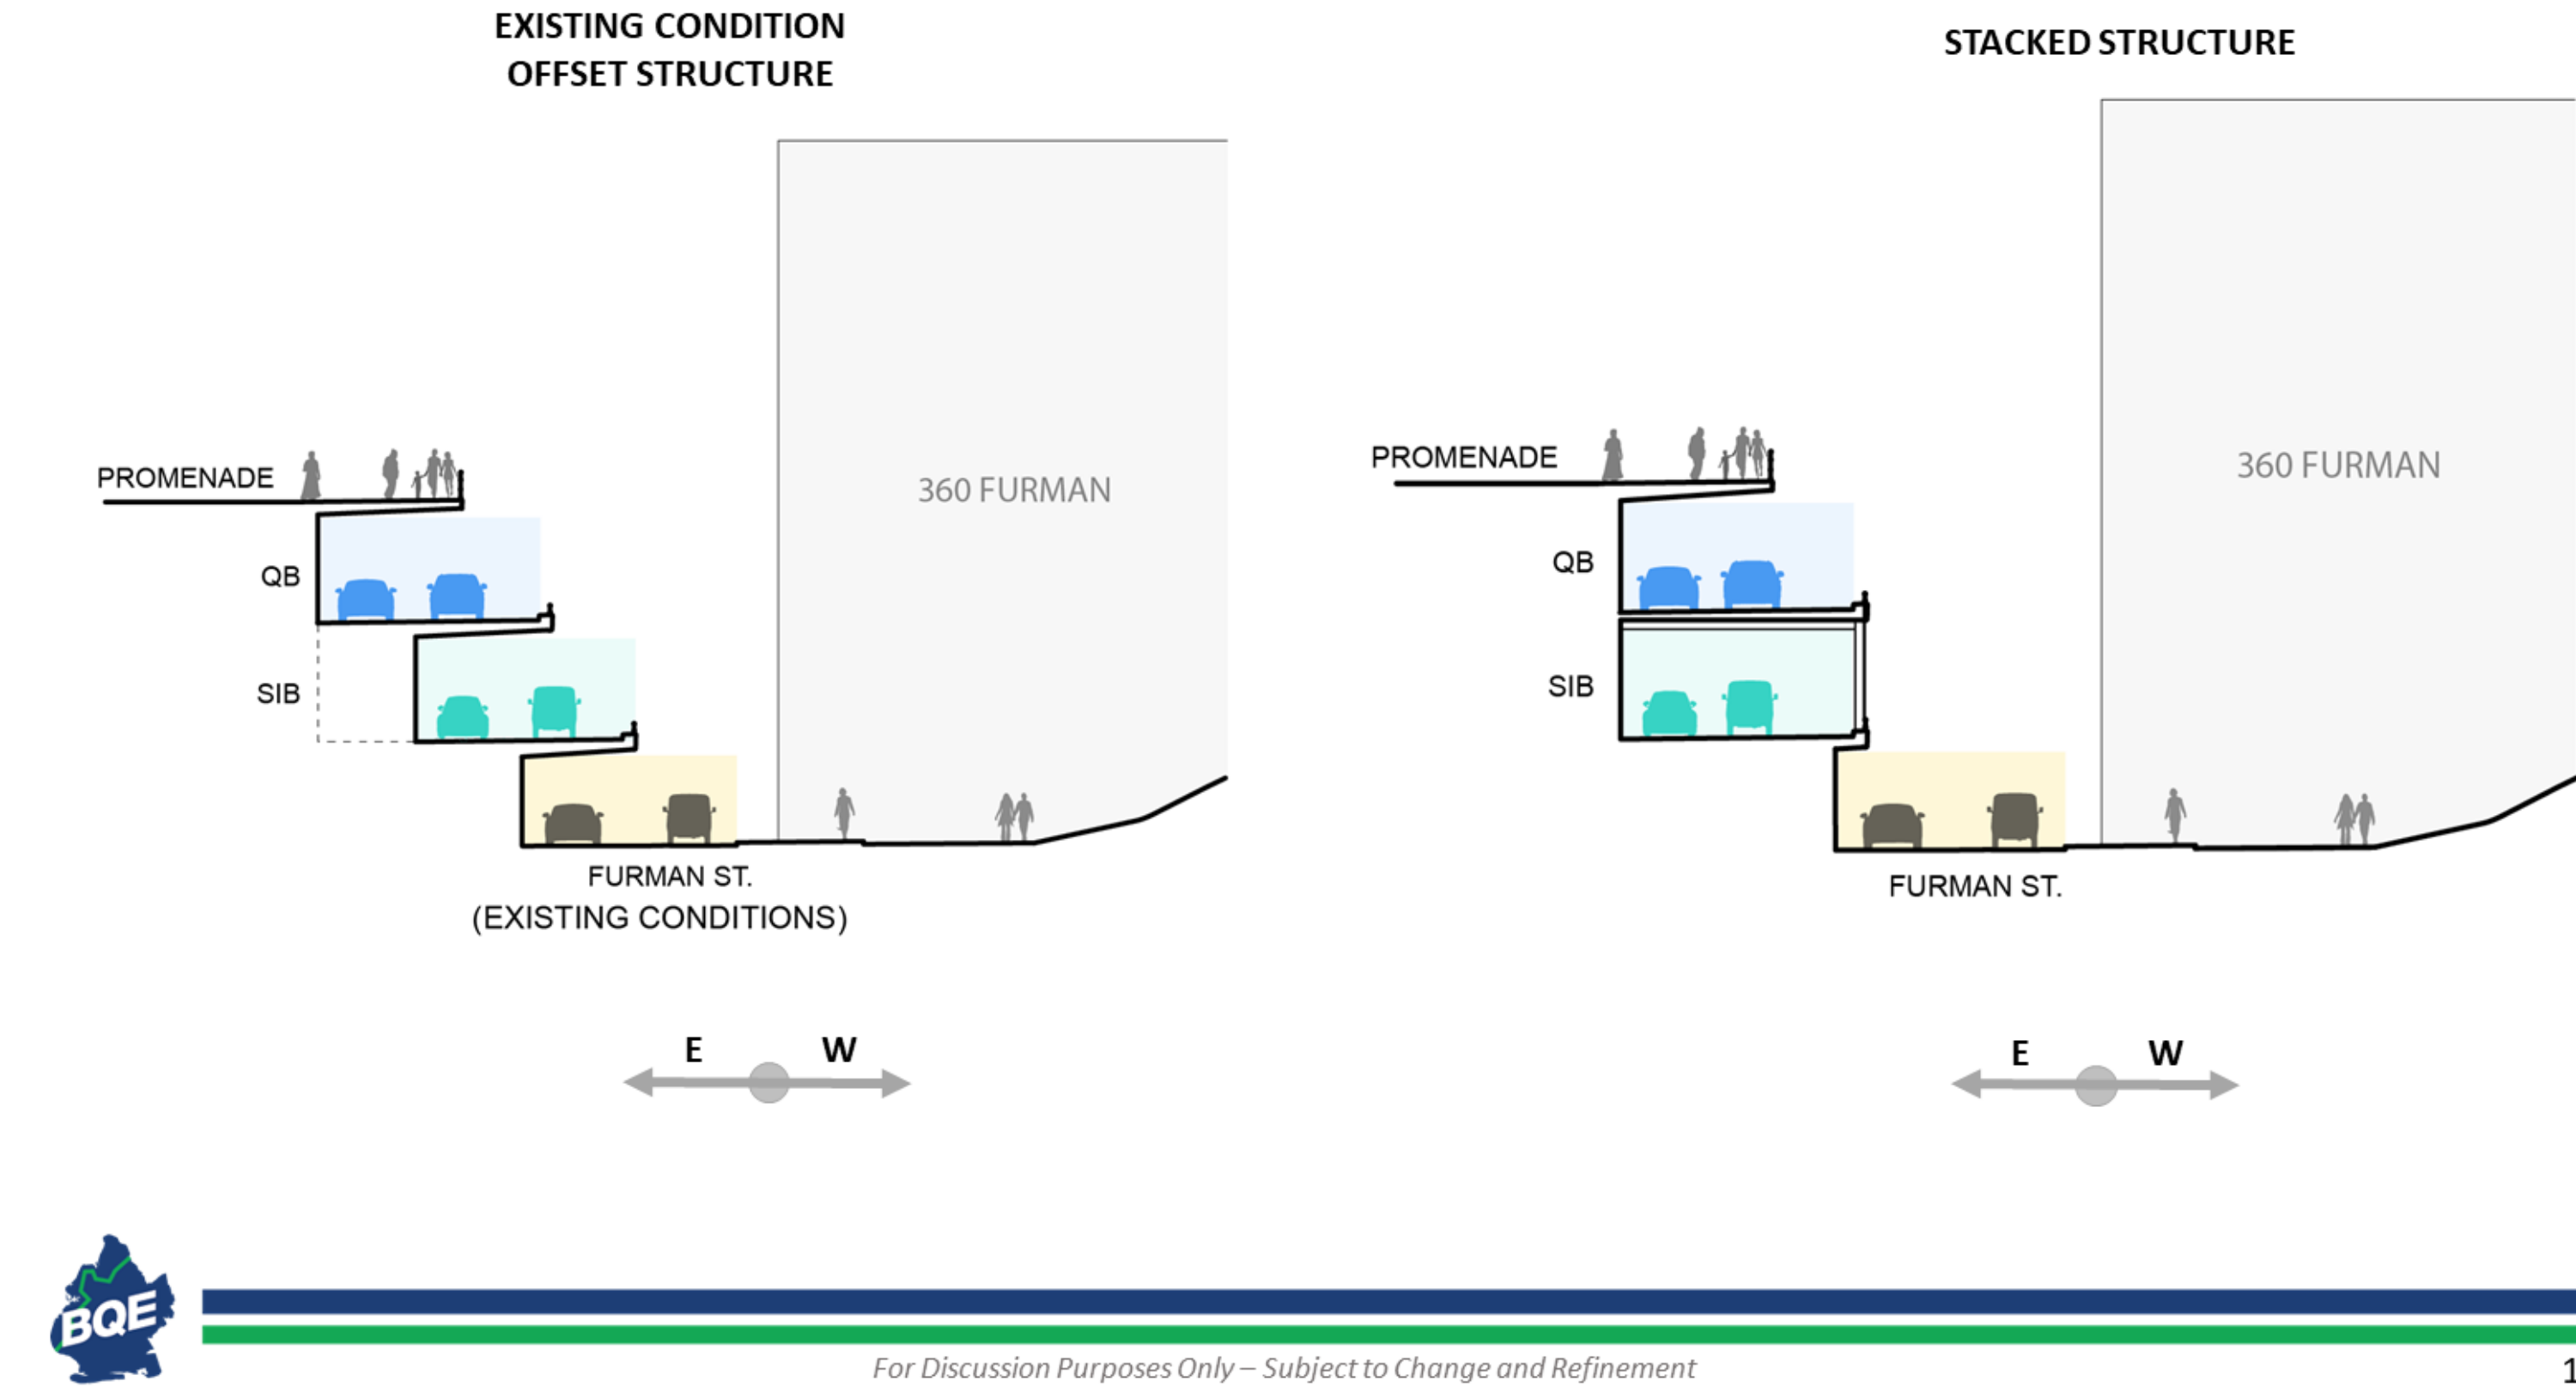 EXISTING CONDITION
OFFSET STRUCTURE
PROMENADE
QB
SIB
360 FURMAN
FURMAN ST.
(EXISTING CONDITIONS)
E W
STACKED STRUCTURE
PROMENADE
QB
SIB
360 FURMAN
FURMAN ST.
E W
BQE
For Discussion Purposes Only – Subject to Change and Refinement